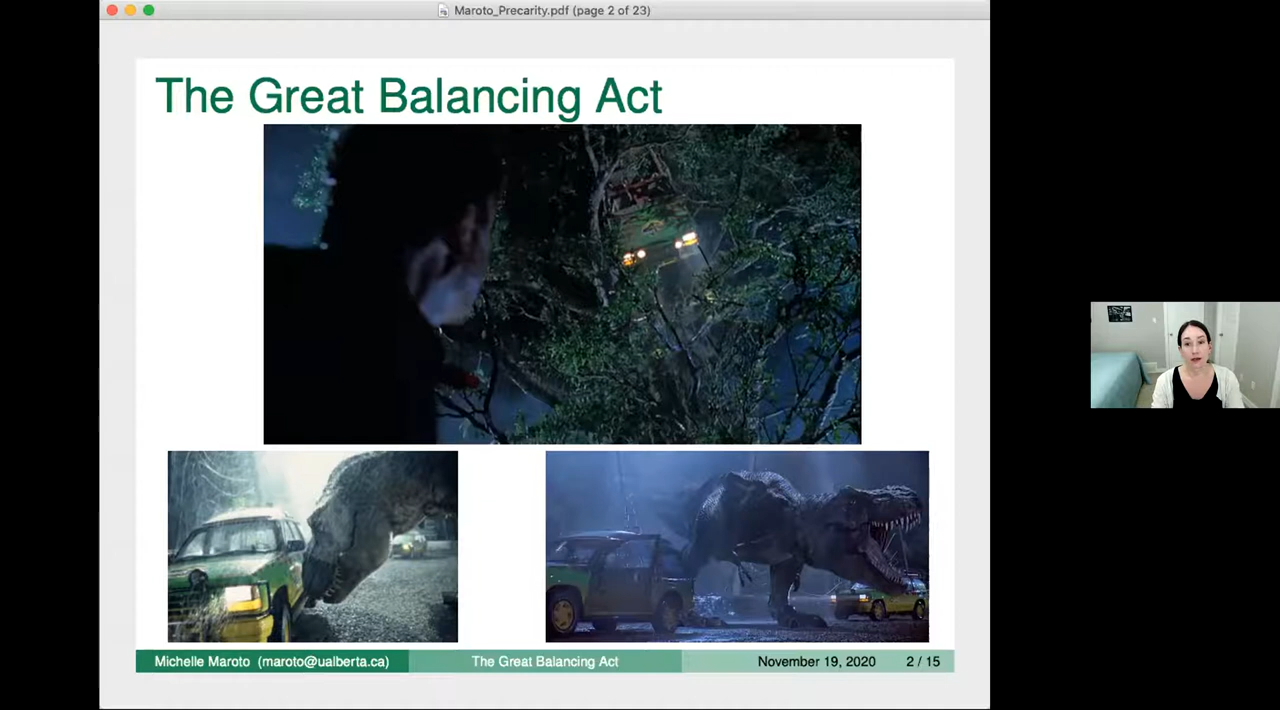 Maroto_Precarity.pdf (page 2 of 23)
The Great Balancing Act
Michelle Maroto (maroto@ualberta.ca)
The Great Balancing Act
November 19, 2020
2 / 15